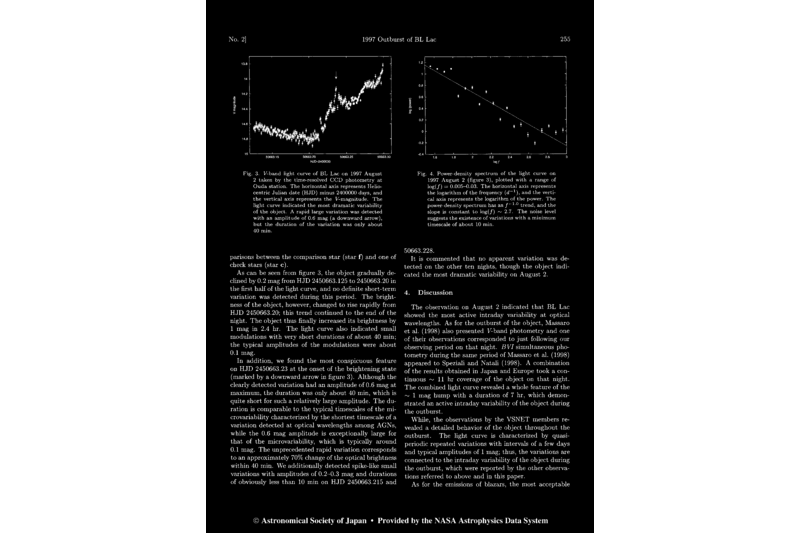 No. 2]
1997 Outburst of BL Lac
255
V-magnitude
HJD-2400000
Fig. 3. V-band light curve of BL Lac on 1997 August
2 taken by the time-resolved CCD photometry at
Ouda station. The horizontal axis represents Helio-
centric Julian date (HJD) minus 2400000 days, and
the vertical axis represents the V-magnitude. The
light curve indicated the most dramatic variability
of the object. A rapid large variation was detected
with an amplitude of 0.6 mag (a downward arrow),
but the duration of the variation was only about
40 min.
log (power)
log f
Fig. 4. Power-density spectrum of the light curve on
1997 August 2 (figure 3), plotted with a range of
The horizontal axis represents
the logarithm of the frequency (d⁻¹), and the verti-
cal axis represents the logarithm of the power. The
power-density spectrum has an trend, and the
slope is constant to log(f) ~ 2.7. The noise level
suggests the existence of variations with a minimum
timescale of about 10 min.
parisons between the comparison star (star f) and one of
check stars (star c).
As can be seen from figure 3, the object gradually de-
clined by 0.2 mag from HJD 2450663.125 to 2450663.20 in
the first half of the light curve, and no definite short-term
variation was detected during this period. The bright-
ness of the object, however, changed to rise rapidly from
HJD 2450663.20; this trend continued to the end of the
night. The object thus finally increased its brightness by
1 mag in 2.4 hr. The light curve also indicated small
modulations with very short durations of about 40 min;
the typical amplitudes of the modulations were about
0.1 mag.
In addition, we found the most conspicuous feature
on HJD 2450663.23 at the onset of the brightening state
(marked by a downward arrow in figure 3). Although the
clearly detected variation had an amplitude of 0.6 mag at
maximum, the duration was only about 40 min, which is
quite short for such a relatively large amplitude. The du-
ration is comparable to the typical timescales of the mi-
crovariability characterized by the shortest timescale of a
variation detected at optical wavelengths among AGNs,
while the 0.6 mag amplitude is exceptionally large for
that of the microvariability, which is typically around
0.1 mag. The unprecedented rapid variation corresponds
to an approximately 70% change of the optical brightness
within 40 min. We additionally detected spike-like small
variations with amplitudes of 0.2–0.3 mag and durations
of obviously less than 10 min on HJD 2450663.215 and
50663.228.
It is commented that no apparent variation was de-
tected on the other ten nights, though the object indi-
cated the most dramatic variability on August 2.
4. Discussion
The observation on August 2 indicated that BL Lac
showed the most active intraday variability at optical
wavelengths. As for the outburst of the object, Massaro
et al. (1998) also presented V-band photometry and one
of their observations corresponded to just following our
observing period on that night. BVI simultaneous pho-
tometry during the same period of Massaro et al. (1998)
appeared to Speziali and Natali (1998). A combination
of the results obtained in Japan and Europe took a con-
tinuous ~ 11 hr coverage of the object on that night.
The combined light curve revealed a whole feature of the
~ 1 mag hump with a duration of 7 hr, which demon-
strated an active intraday variability of the object during
the outburst.
While, the observations by the VSNET members re-
vealed a detailed behavior of the object throughout the
outburst. The light curve is characterized by quasi-
periodic repeated variations with intervals of a few days
and typical amplitudes of 1 mag; thus, the variations are
connected to the intraday variability of the object during
the outburst, which were reported by the other observa-
tions referred to above and in this paper.
As for the emissions of blazars, the most acceptable
© Astronomical Society of Japan • Provided by the NASA Astrophysics Data System